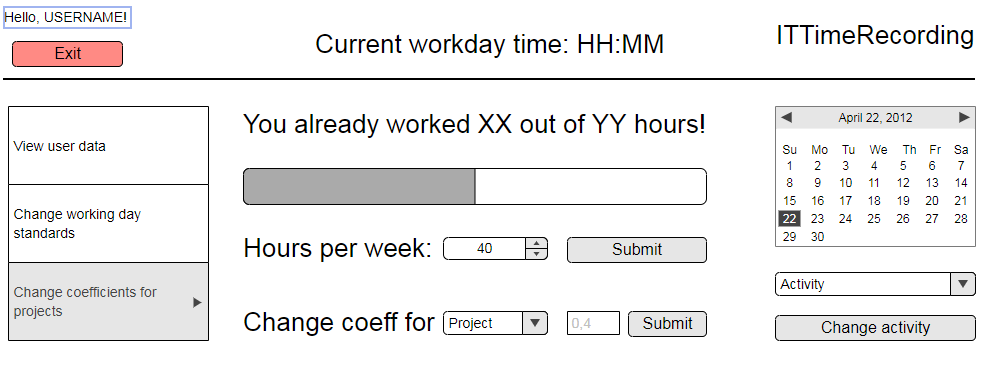 Hello, USERNAME!
Exit
Current workday time: HH:MM
ITTimeRecording
View user data
Change working day
standards
Change coefficients for
projects
You already worked XX out of YY hours!
Hours per week: 40 Submit
Change coeff for Project 0,4 Submit
April 22, 2012
Su Mo Tu We Th Fr Sa
1 2 3 4 5 6 7
8 9 10 11 12 13 14
15 16 17 18 19 20 21
22 23 24 25 26 27 28
29 30
Activity
Change activity